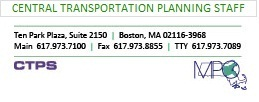 CENTRAL TRANSPORTATION PLANNING STAFF
Ten Park Plaza, Suite 2150 | Boston, MA 02116-3968
Main 617.973.7100 | Fax 617.973.8855 | TTY 617.973.7089
CTPS
MPO